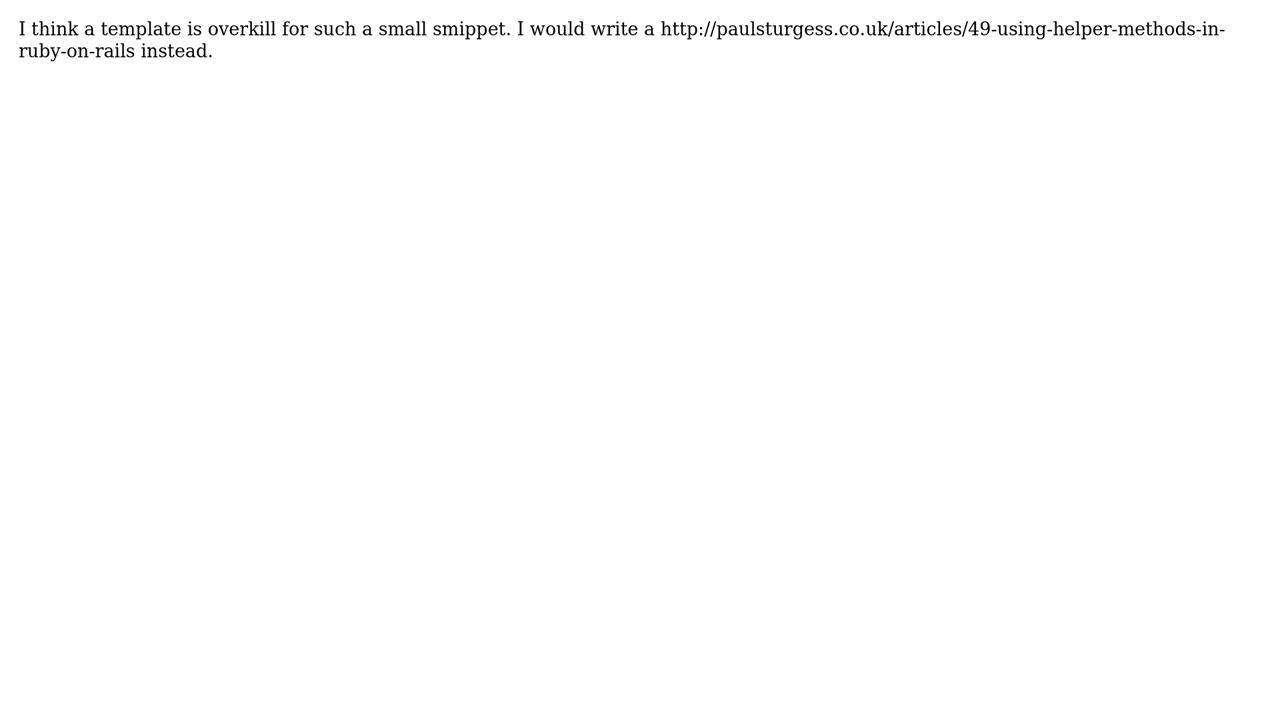 I think a template is overkill for such a small smippet. I would write a http://paulsturgess.co.uk/articles/49-using-helper-methods-in-
ruby-on-rails instead.